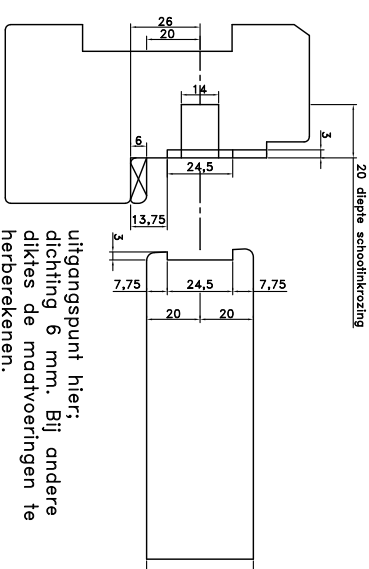 26
20
14
3
6
24,5
13,75
20 diepte schootinkrozing
3
7,75 24,5 7,75
20 20
uitgangspunt hier;
dichting 6 mm. Bij andere
diktes de maatvoeringen te
herberekenen.